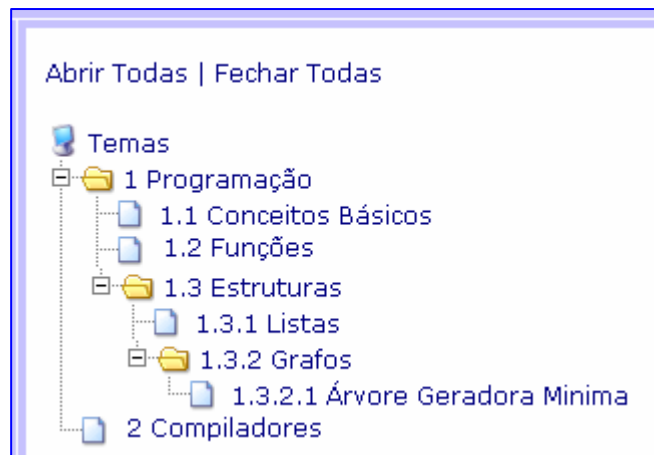 Abrir Todas | Fechar Todas
Temas
1 Programação
1.1 Conceitos Básicos
1.2 Funções
1.3 Estruturas
1.3.1 Listas
1.3.2 Grafos
1.3.2.1 Árvore Geradora Minima
2 Compiladores